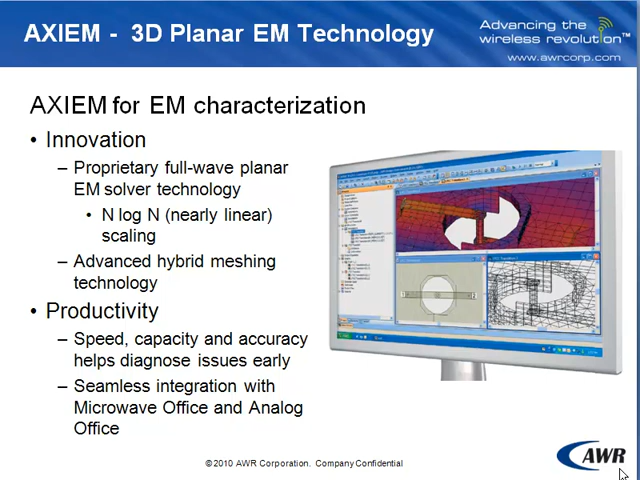 AXIEM - 3D Planar EM Technology
Advancing the
wireless revolution™
www.awrcorp.com
AXIEM for EM characterization
• Innovation
– Proprietary full-wave planar
EM solver technology
• N log N (nearly linear)
scaling
– Advanced hybrid meshing
technology
• Productivity
– Speed, capacity and accuracy
helps diagnose issues early
– Seamless integration with
Microwave Office and Analog
Office
© 2010 AWR Corporation. Company Confidential
AWR